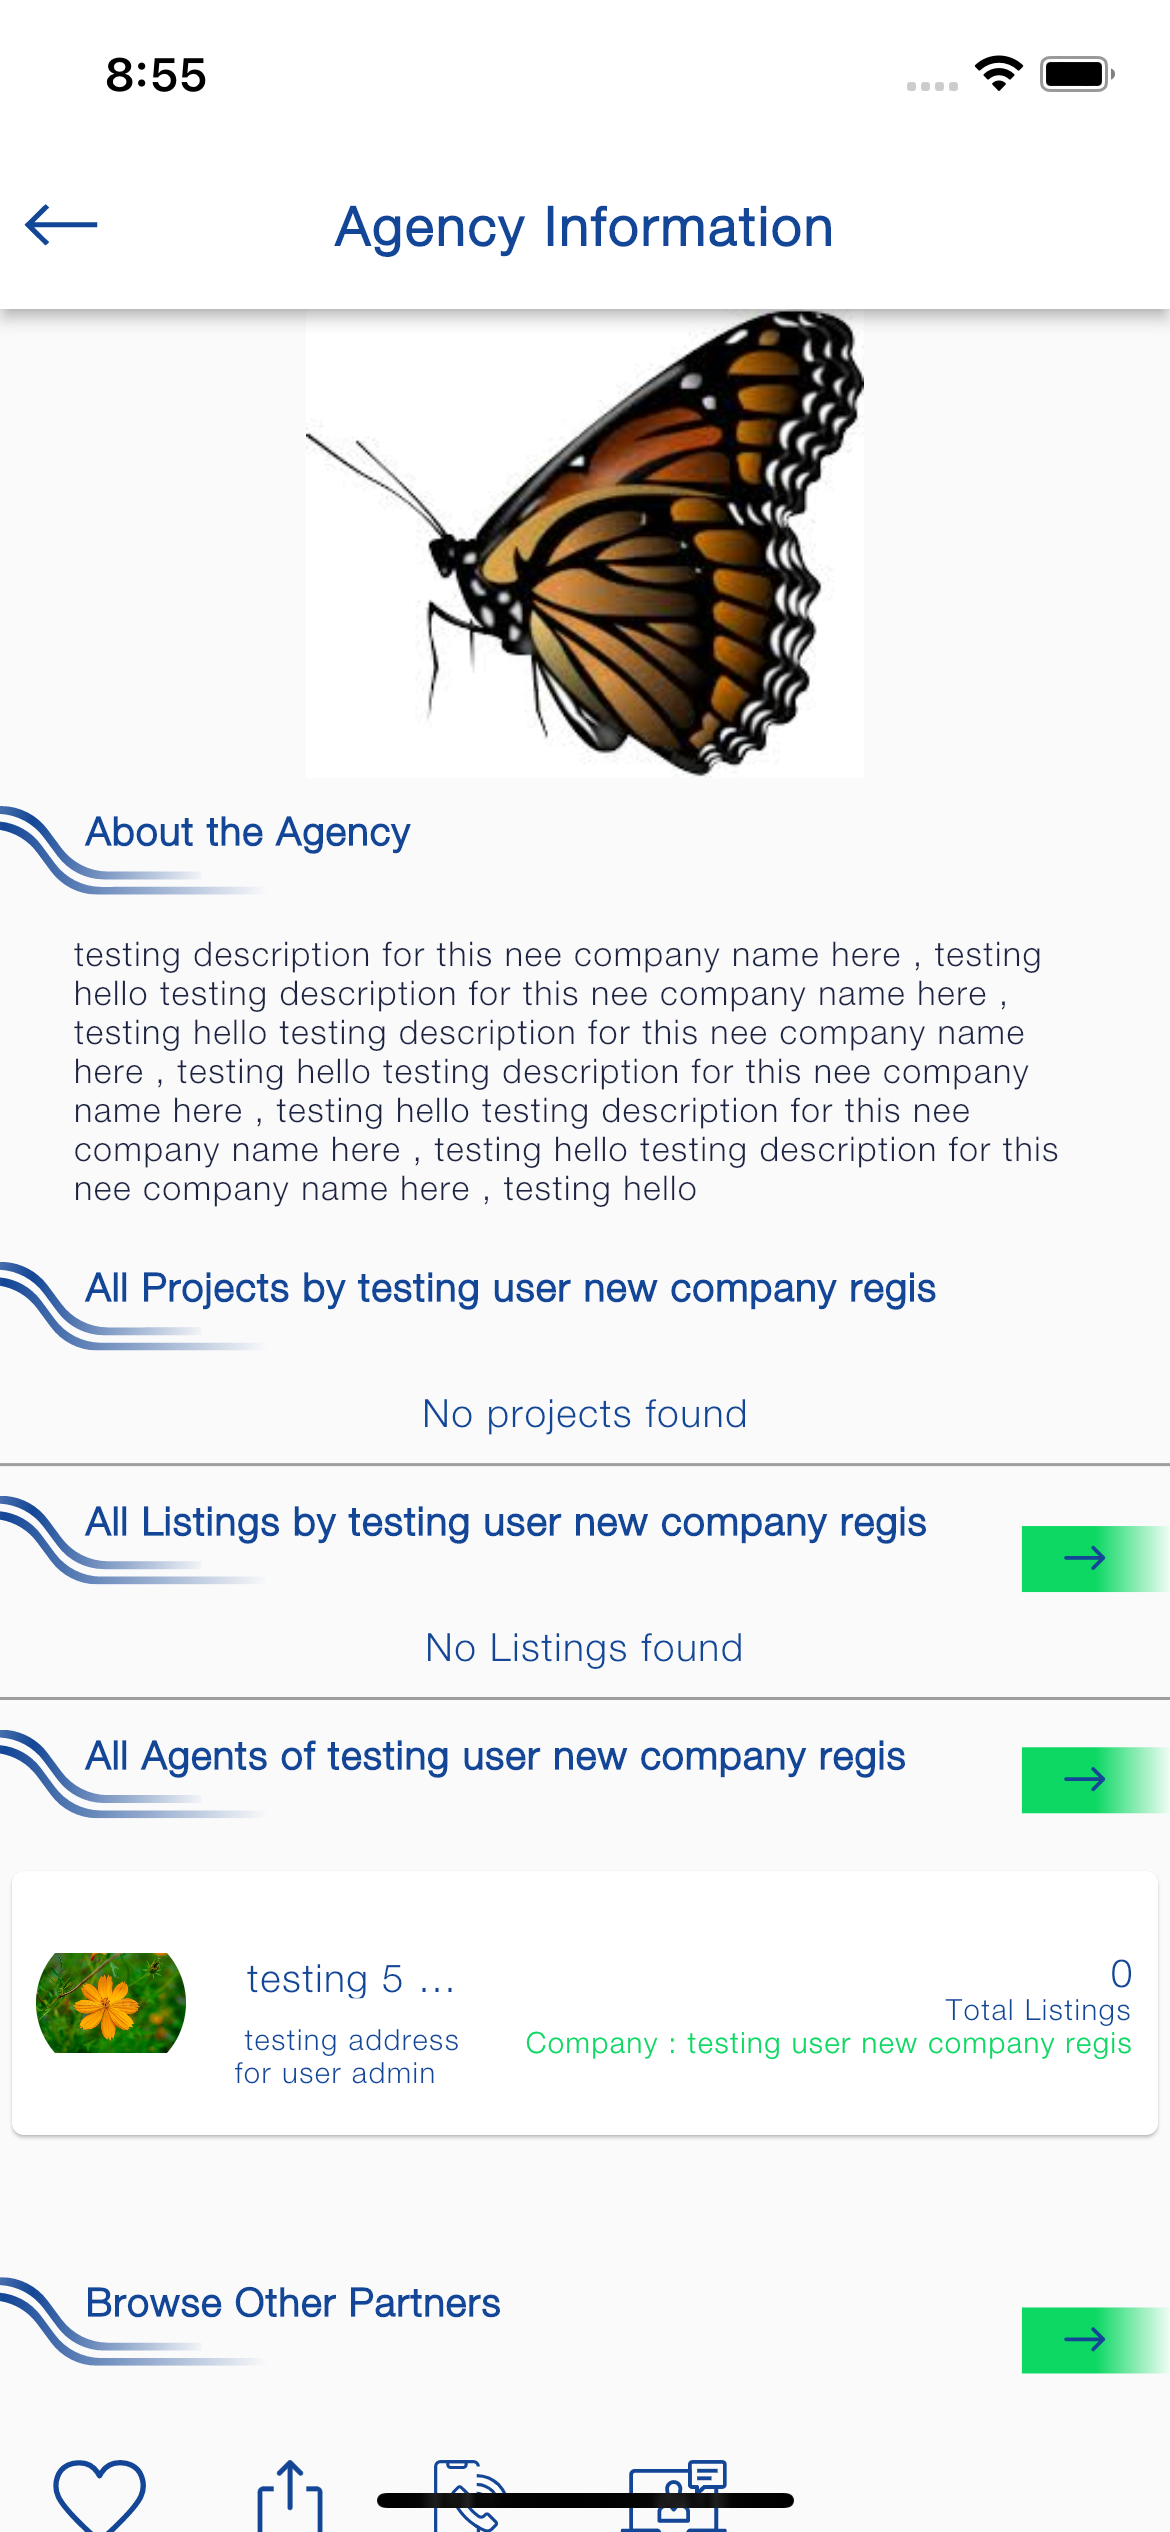 8:55
Agency Information
About the Agency
testing description for this nee company name here , testing
hello testing description for this nee company name here ,
testing hello testing description for this nee company name
here , testing hello testing description for this nee company
name here , testing hello testing description for this nee
company name here , testing hello testing description for this
nee company name here , testing hello
All Projects by testing user new company regis
No projects found
All Listings by testing user new company regis
No Listings found
All Agents of testing user new company regis
testing 5 ...
testing address
for user admin
0
Total Listings
Company : testing user new company regis
Browse Other Partners